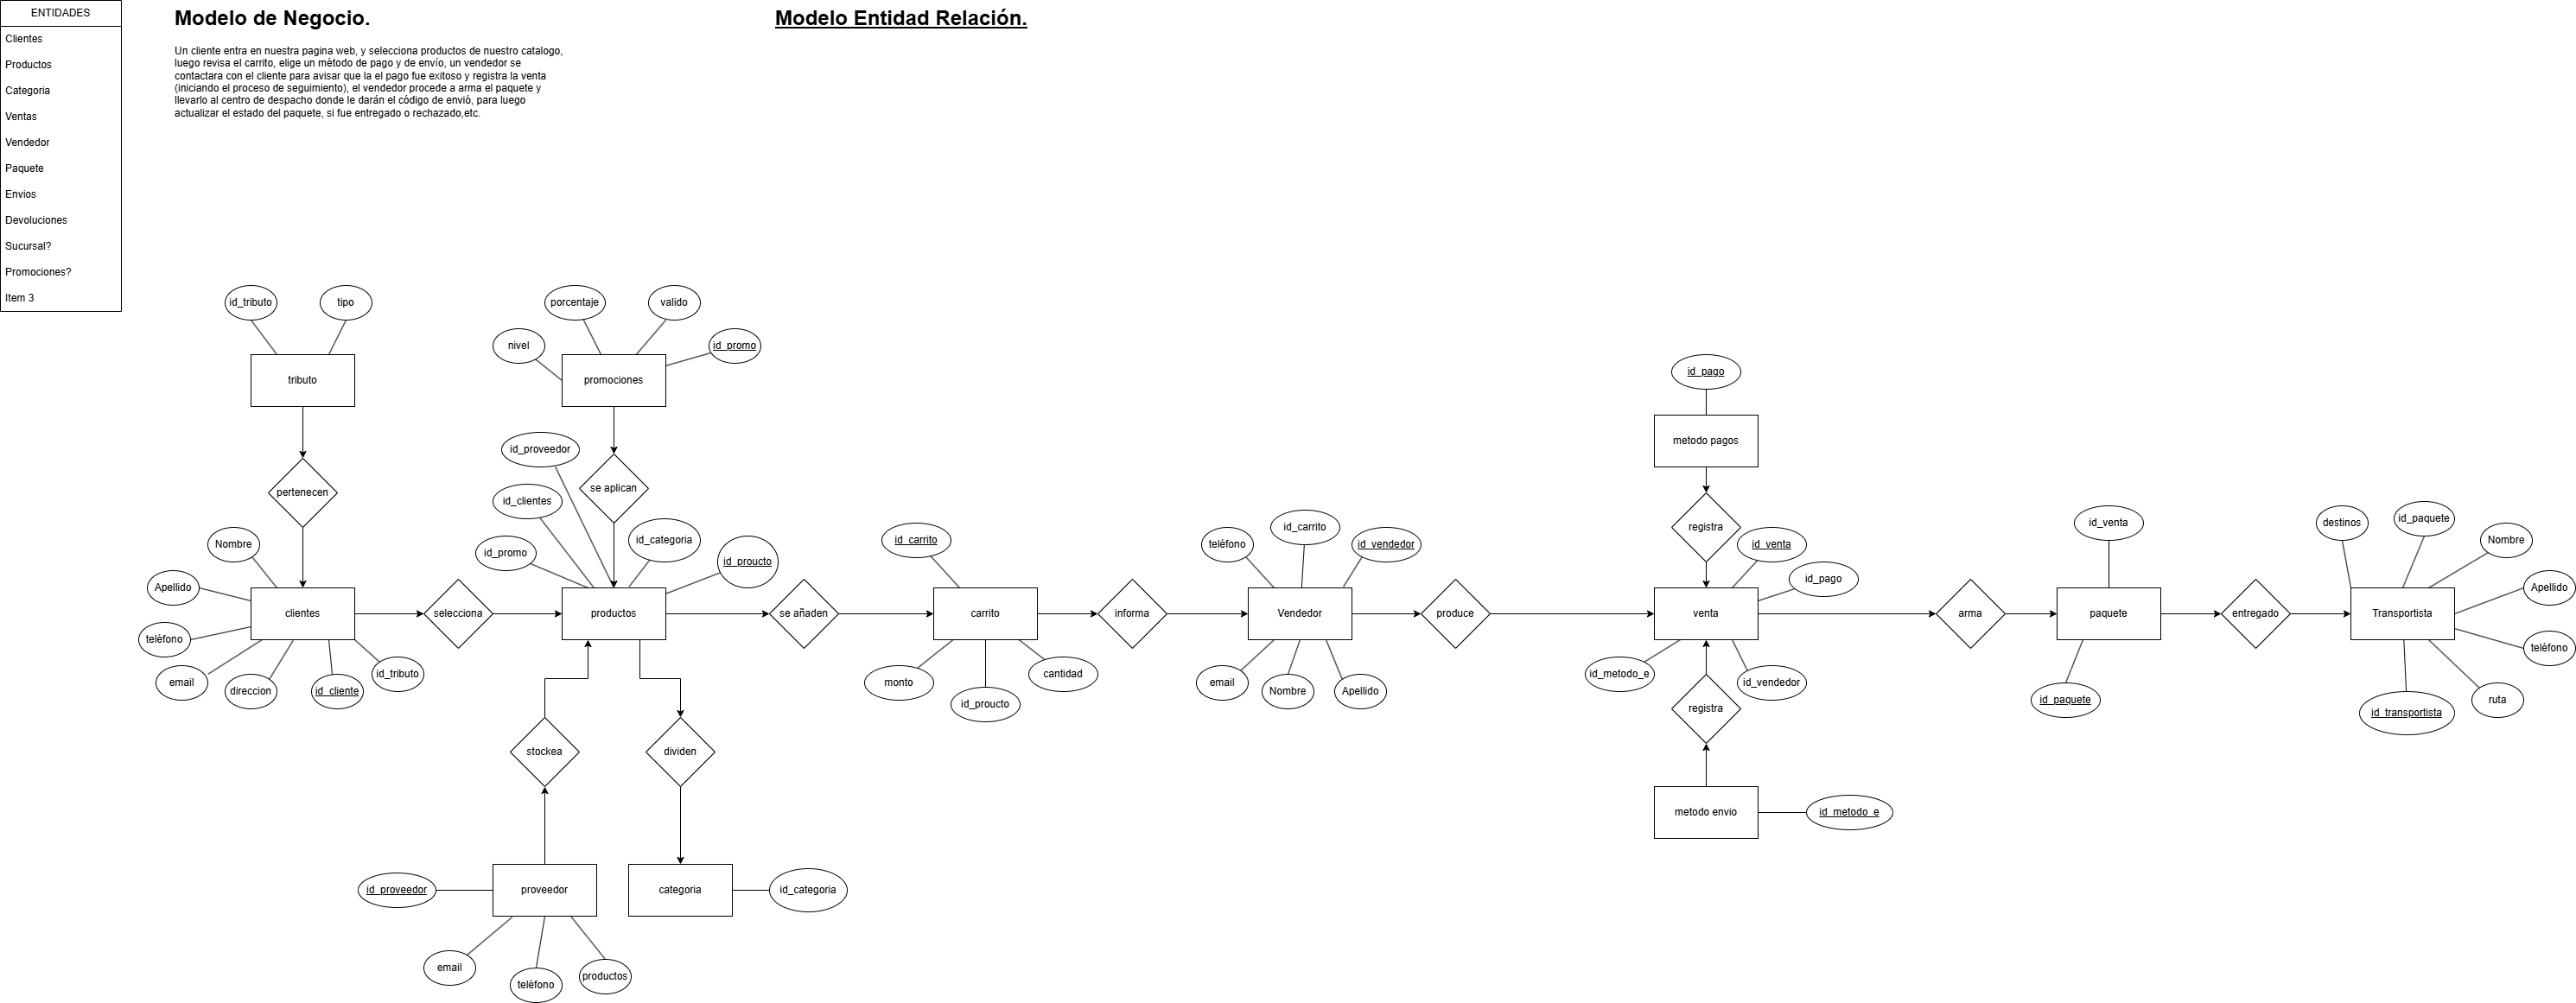 ENTIDADES
Clientes
Productos
Categoria
Ventas
Vendedor
Paquete
Envios
Devoluciones
Sucursal?
Promociones?
Item 3
Modelo de Negocio.
Un cliente entra en nuestra pagina web, y selecciona productos de nuestro catalogo,
luego revisa el carrito, elige un método de pago y de envío, un vendedor se
contactara con el cliente para avisar que la el pago fue exitoso y registra la venta
(iniciando el proceso de seguimiento), el vendedor procede a arma el paquete y
llevarlo al centro de despacho donde le darán el código de envió, para luego
actualizar el estado del paquete, si fue entregado o rechazado,etc.
Modelo Entidad Relación.
id_tributo
tipo
tributo
pertenecen
Nombre
Apellido
teléfono
email
direccion
id_cliente
id_tributo
clientes
selecciona
porcentaje
valido
nivel
id_promo
promociones
se aplican
id_proveedor
id_clientes
id_promo
id_categoria
id_proucto
productos
stockea
dividen
proveedor
id_proveedor
email
teléfono
productos
categoria
id_categoria
se añaden
id_carrito
carrito
monto
id_proucto
cantidad
informa
teléfono
id_carrito
id_vendedor
Vendedor
email
Nombre
Apellido
produce
id_pago
metodo pagos
registra
id_venta
id_pago
venta
id_metodo_e
id_vendedor
registra
metodo envio
id_metodo_e
arma
id_venta
paquete
id_paquete
entregado
destinos
id_paquete
Nombre
Apellido
teléfono
Transportista
id_transportista
ruta